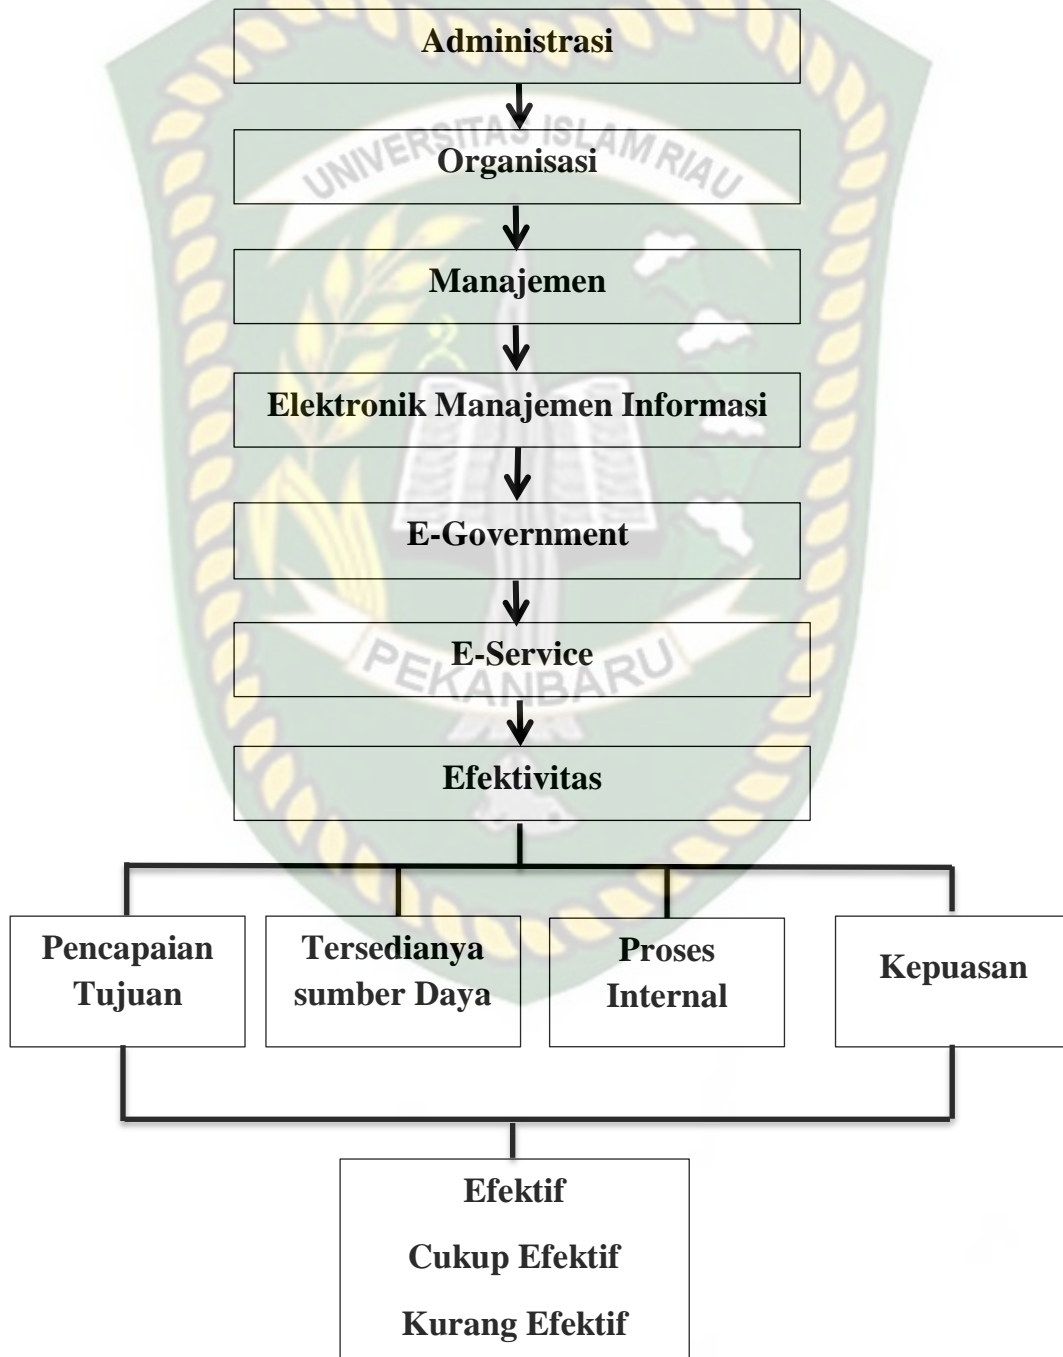 Administrasi
UNIVERSITAS ISLAM RIAU
Organisasi
Manajemen
Elektronik Manajemen Informasi
E-Government
E-Service
PEKANBARU
Efektivitas
Pencapaian
Tujuan
Tersedianya
sumber Daya
Proses
Internal
Kepuasan
Efektif
Cukup Efektif
Kurang Efektif